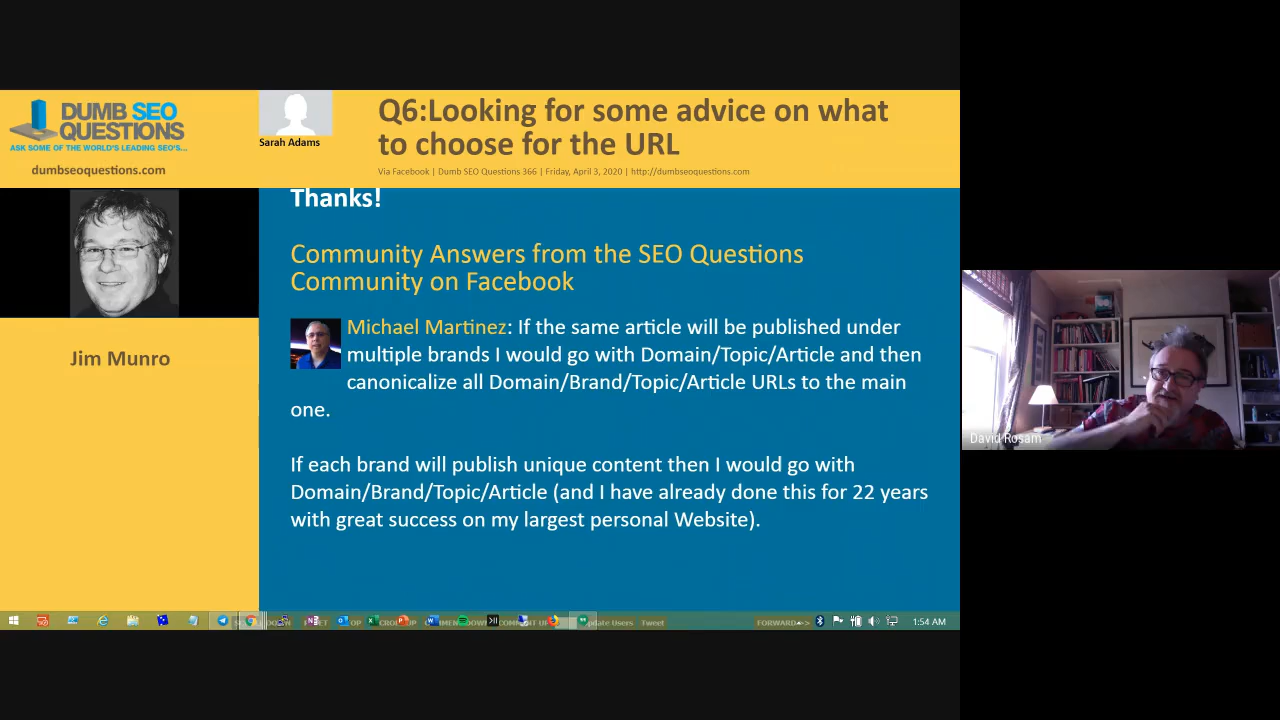 DUMB SEO
QUESTIONS
ASK SOME OF THE WORLD'S LEADING SEO'S...
dumbseoquestions.com
Sarah Adams
Q6:Looking for some advice on what
to choose for the URL
Via Facebook | Dumb SEO Questions 366 | Friday, April 3, 2020 | http://dumbseoquestions.com
Jim Munro
Thanks!
Community Answers from the SEO Questions
Community on Facebook
Michael Martinez: If the same article will be published under
multiple brands I would go with Domain/Topic/Article and then
canonicalize all Domain/Brand/Topic/Article URLs to the main
one.
If each brand will publish unique content then I would go with
Domain/Brand/Topic/Article (and I have already done this for 22 years
with great success on my largest personal Website).
David Rosam
Update Users Tweet
FORWARD
1:54 AM